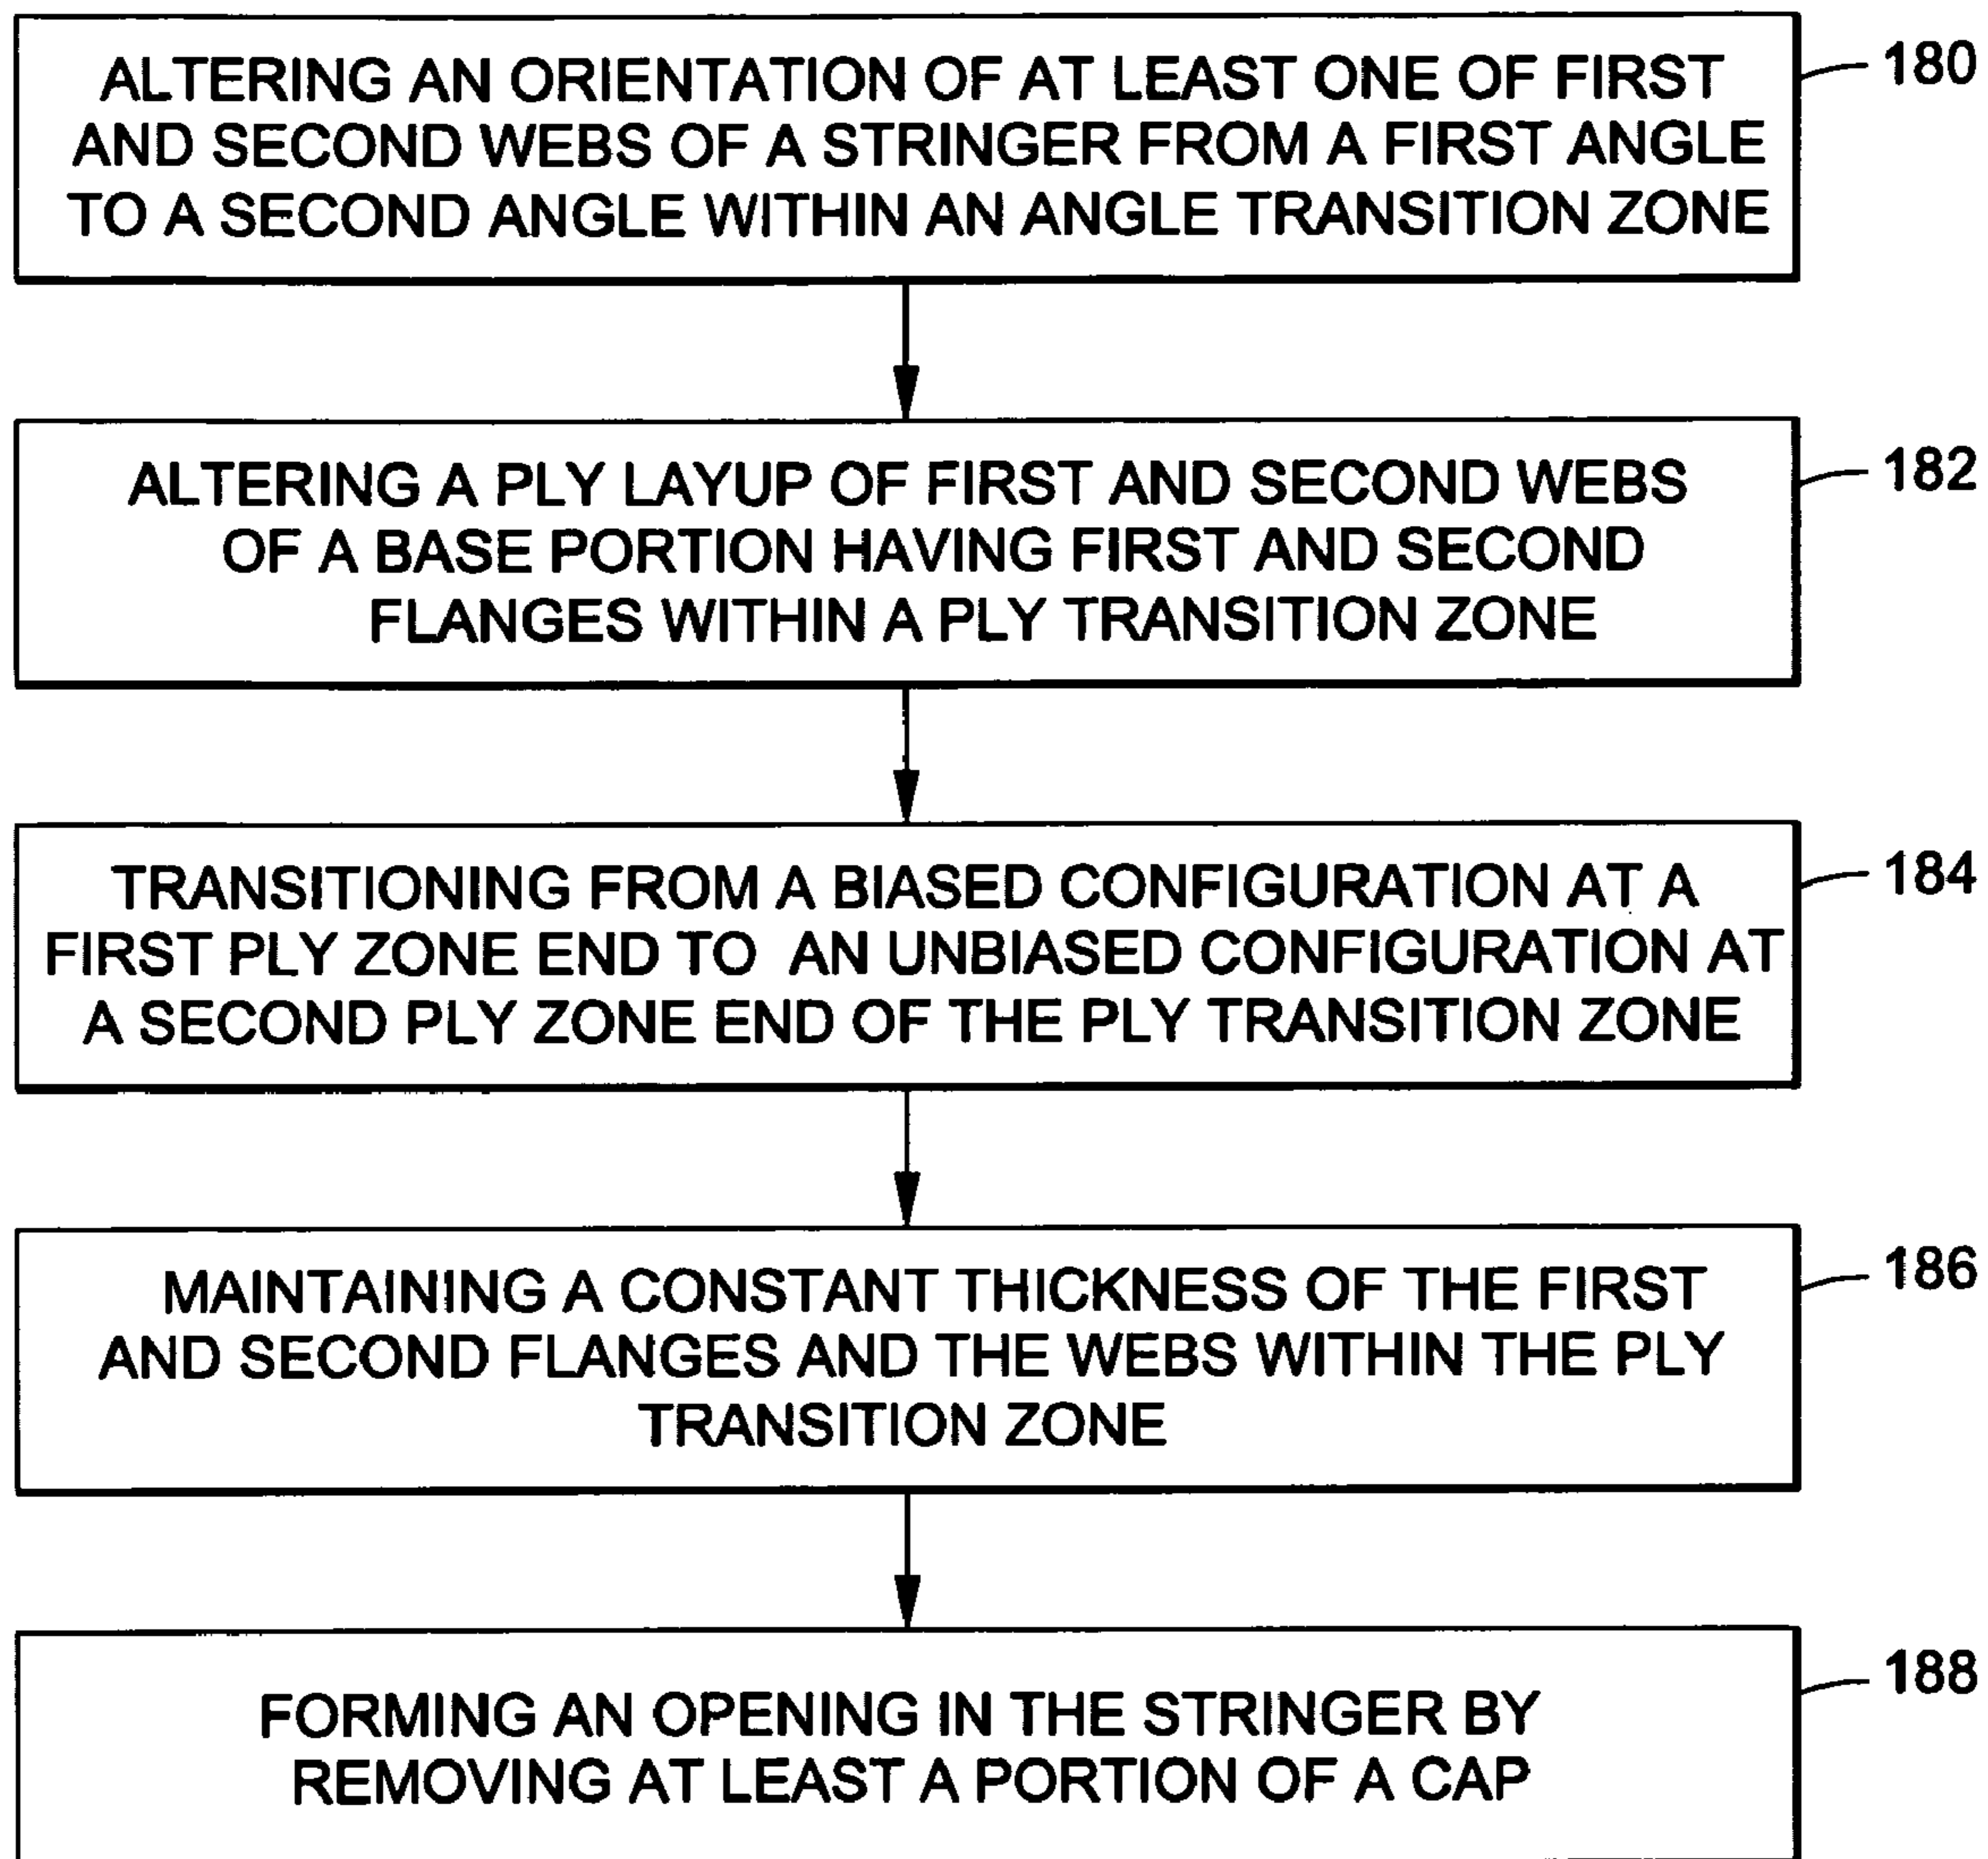 ALTERING AN ORIENTATION OF AT LEAST ONE OF FIRST
AND SECOND WEBS OF A STRINGER FROM A FIRST ANGLE
TO A SECOND ANGLE WITHIN AN ANGLE TRANSITION ZONE
180
ALTERING A PLY LAYUP OF FIRST AND SECOND WEBS
OF A BASE PORTION HAVING FIRST AND SECOND
FLANGES WITHIN A PLY TRANSITION ZONE
182
TRANSITIONING FROM A BIASED CONFIGURATION AT A
FIRST PLY ZONE END TO AN UNBIASED CONFIGURATION AT
A SECOND PLY ZONE END OF THE PLY TRANSITION ZONE
184
MAINTAINING A CONSTANT THICKNESS OF THE FIRST
AND SECOND FLANGES AND THE WEBS WITHIN THE PLY
TRANSITION ZONE
186
FORMING AN OPENING IN THE STRINGER BY
REMOVING AT LEAST A PORTION OF A CAP
188